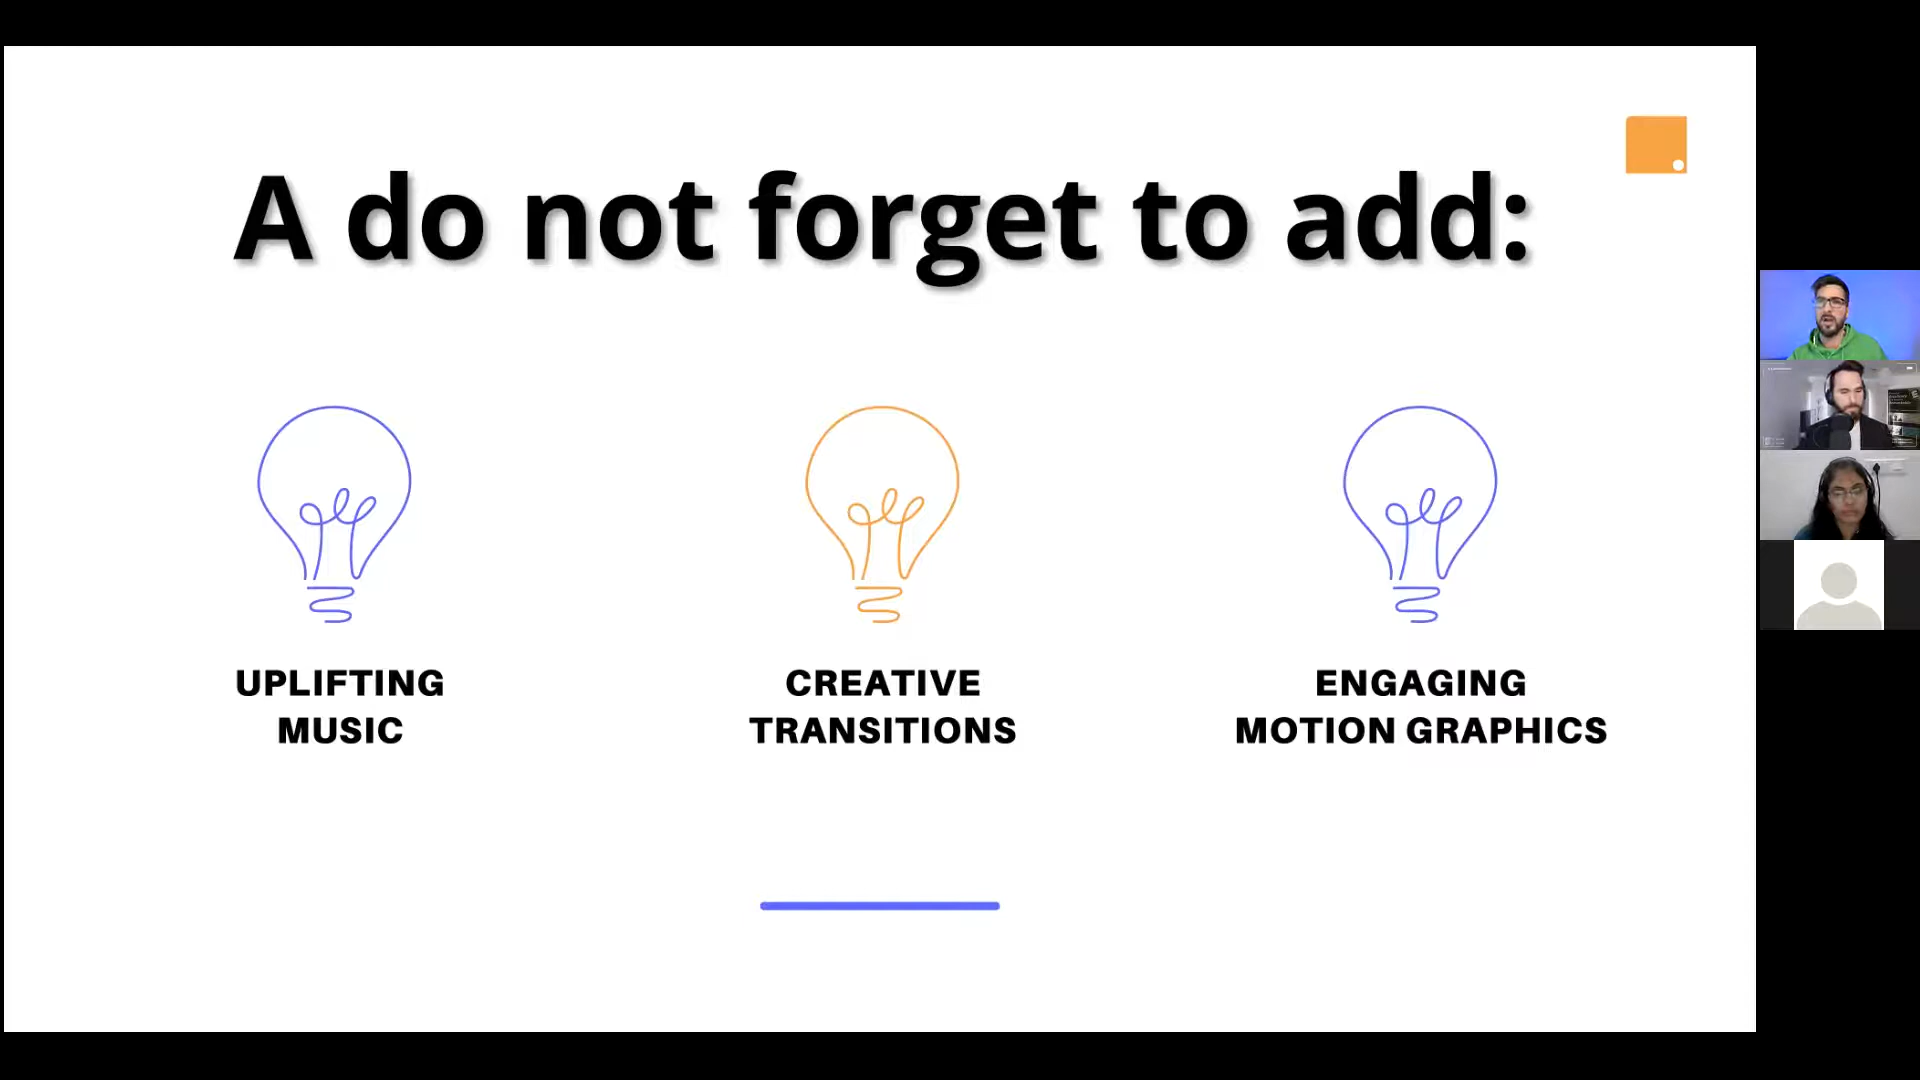 A do not forget to add:
UPLIFTING
MUSIC
CREATIVE
TRANSITIONS
ENGAGING
MOTION GRAPHICS